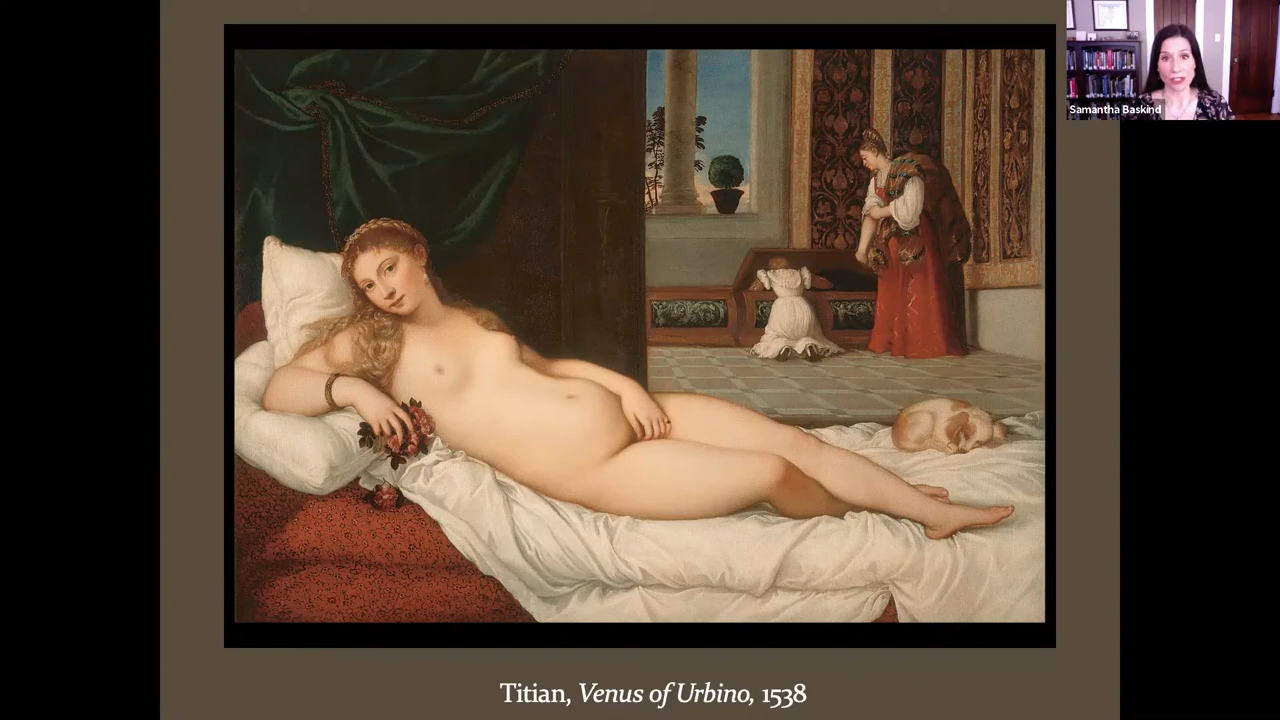 Samantha Baskind
Titian, Venus of Urbino, 1538